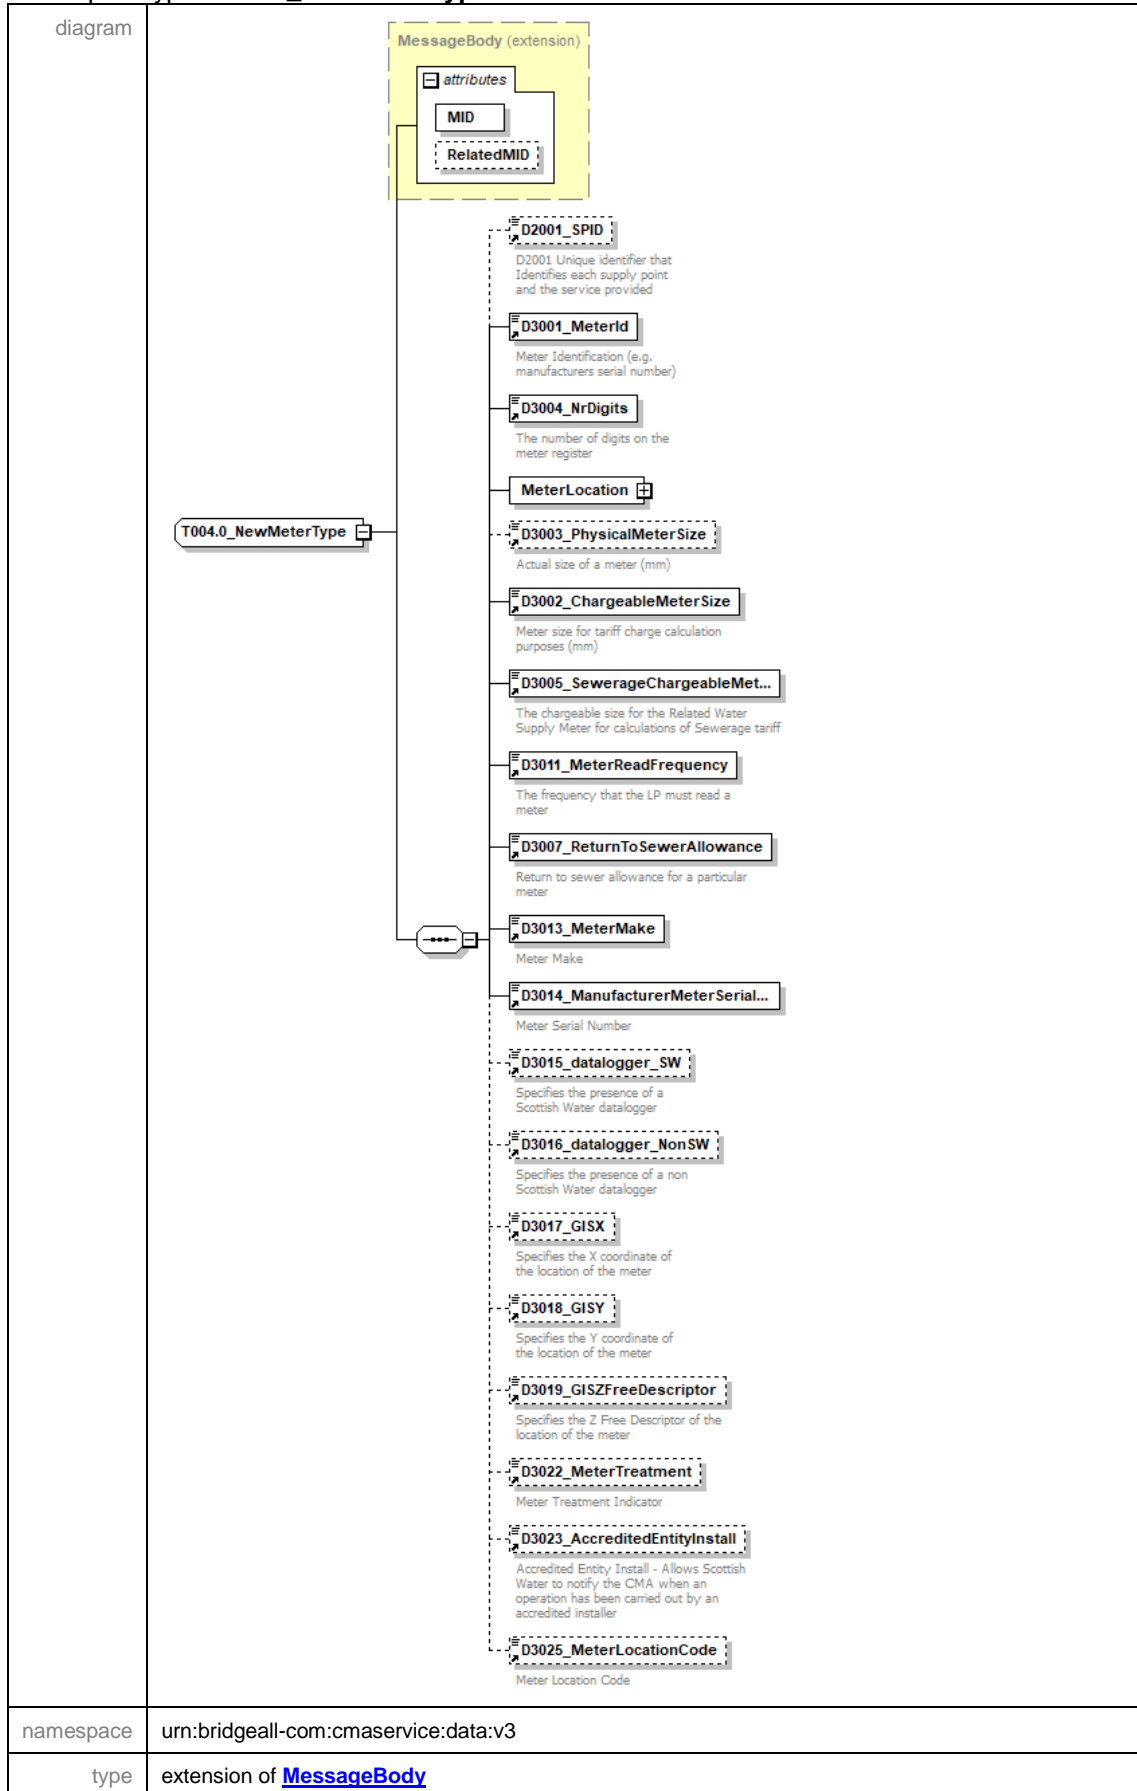 diagram
MessageBody (extension)
attributes
MID
RelatedMID
D2001_SPID
D2001 Unique identifier that
Identifies each supply point
and the service provided
D3001_MeterId
Meter Identification (e.g.
manufacturers serial number)
D3004_NrDigits
The number of digits on the
meter register
MeterLocation
T004.0_NewMeterType
D3003_PhysicalMeterSize
Actual size of a meter (mm)
D3002_ChargeableMeterSize
Meter size for tariff charge calculation
purposes (mm)
D3005_SewerageChargeableMet...
The chargeable size for the Related Water
Supply Meter for calculations of Sewerage tariff
D3011_MeterReadFrequency
The frequency that the LP must read a
meter
D3007_ReturnToSewerAllowance
Return to sewer allowance for a particular
meter
D3013_MeterMake
Meter Make
D3014_ManufacturerMeterSerial...
Meter Serial Number
D3015_datalogger_SW
Specifies the presence of a
Scottish Water datalogger
D3016_datalogger_NonSW
Specifies the presence of a non
Scottish Water datalogger
D3017_GISX
Specifies the X coordinate of
the location of the meter
D3018_GISY
Specifies the Y coordinate of
the location of the meter
D3019_GISZFreeDescriptor
Specifies the Z Free Descriptor of the
location of the meter
D3022_MeterTreatment
Meter Treatment Indicator
D3023_AccreditedEntityInstall
Accredited Entity Install - Allows Scottish
Water to notify the CMA when an
operation has been carried out by an
accredited installer
D3025_MeterLocationCode
Meter Location Code
namespace urn:bridgeall-com:cmaservice:data:v3
type extension of MessageBody